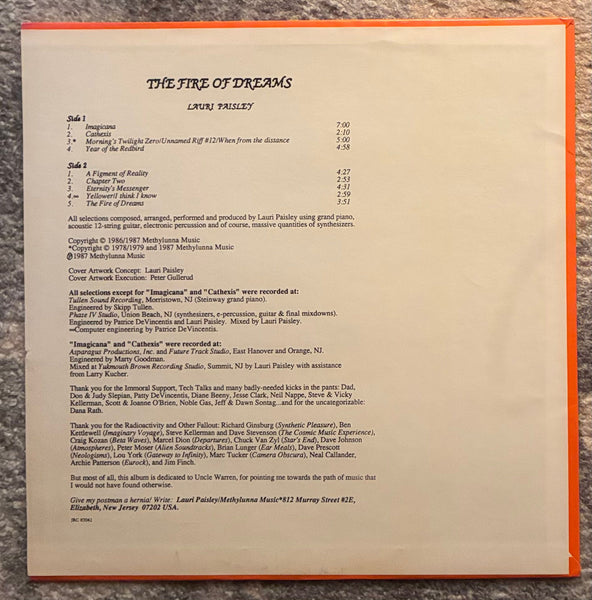 THE FIRE OF DREAMS
LAURI PAISLEY
Side 1
1. Imagicana 7:00
2. Cathexis 2:10
3.* Morning's Twilight Zero/Unnamed Riff #12/When from the distance 5:00
4. Year of the Redbird 4:58
Side 2
1. A Figment of Reality 4:27
2. Chapter Two 2:53
3. Eternity's Messenger 4:31
4.∞ Yellower/I think I know 2:59
5. The Fire of Dreams 3:51
All selections composed, arranged, performed and produced by Lauri Paisley using grand piano,
acoustic 12-string guitar, electronic percussion and of course, massive quantities of synthesizers.
Copyright © 1986/1987 Methylunna Music
*Copyright © 1978/1979 and 1987 Methylunna Music
℗1987 Methylunna Music
Cover Artwork Concept: Lauri Paisley
Cover Artwork Execution: Peter Gullerud
All selections except for "Imagicana" and "Cathexis" were recorded at:
Tullen Sound Recording, Morristown, NJ (Steinway grand piano).
Engineered by Skipp Tullen.
Phase IV Studio, Union Beach, NJ (synthesizers, e-percussion, guitar & final mixdowns).
Engineered by Patrice DeVincentis and Lauri Paisley. Mixed by Lauri Paisley.
∞Computer engineering by Patrice DeVincentis.
"Imagicana" and "Cathexis" were recorded at:
Asparagus Productions, Inc. and Future Track Studio, East Hanover and Orange, NJ.
Engineered by Marty Goodman.
Mixed at Yukmouth Brown Recording Studio, Summit, NJ by Lauri Paisley with assistance
from Larry Kucher.
Thank you for the Immoral Support, Tech Talks and many badly-needed kicks in the pants: Dad,
Don & Judy Slepian, Patty DeVincentis, Diane Beeny, Jesse Clark, Neil Nappe, Steve & Vicky
Kellerman, Scott & Joanne O'Brien, Noble Gas, Jeff & Dawn Sontag...and for the uncategorizable:
Dana Rath.
Thank you for the Radioactivity and Other Fallout: Richard Ginsburg (Synthetic Pleasure), Ben
Kettlewell (Imaginary Voyage), Steve Kellerman and Dave Stevenson (The Cosmic Music Experience),
Craig Kozan (Beta Waves), Marcel Dion (Departures), Chuck Van Zyl (Star's End), Dave Johnson
(Atmospheres), Peter Moser (Alien Soundtracks), Brian Lunger (Ear Meals), Dave Prescott
(Neologisms), Lou York (Gateway to Infinity), Marc Tucker (Camera Obscura), Neal Callander,
Archie Patterson (Eurock), and Jim Finch.
But most of all, this album is dedicated to Uncle Warren, for pointing me towards the path of music that
I would not have found otherwise.
Give my postman a hernia! Write: Lauri Paisley/Methylunna Music*812 Murray Street #2E,
Elizabeth, New Jersey 07202 USA.